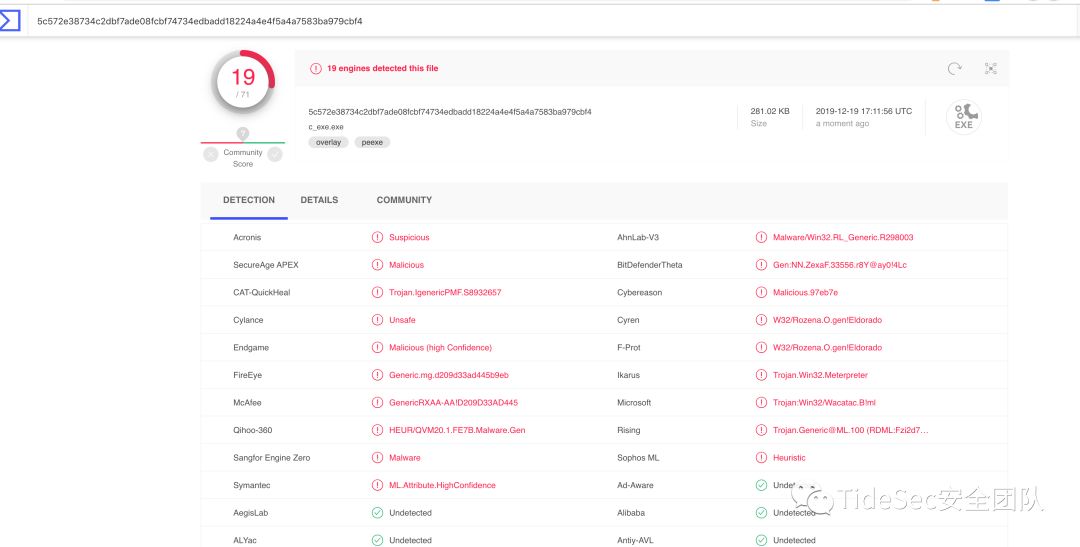 5c572e38734c2dbf7ade08fcbf74734edbadd18224a4e4f5a4a7583ba979cbf4
19
/ 71
?
Community
Score
19 engines detected this file
5c572e38734c2dbf7ade08fcbf74734edbadd18224a4e4f5a4a7583ba979cbf4
c_exe.exe
overlay peexe
281.02 KB
Size
2019-12-19 17:11:56 UTC
a moment ago
EXE
DETECTION DETAILS COMMUNITY
Acronis Suspicious AhnLab-V3 Malware/Win32.RL_Generic.R298003
SecureAge APEX Malicious BitDefenderTheta Gen:NN.ZexaF.33556.r8Y@ay0!4Lc
CAT-QuickHeal Trojan.IgenericPMF.S8932657 Cybereason Malicious.97eb7e
Cylance Unsafe Cyren W32/Rozena.O.gen!Eldorado
Endgame Malicious (high Confidence) F-Prot W32/Rozena.O.gen!Eldorado
FireEye Generic.mg.d209d33ad445b9eb Ikarus Trojan.Win32.Meterpreter
McAfee GenericRXAA-AA!D209D33AD445 Microsoft Trojan:Win32/Wacatac.B!ml
Qihoo-360 HEUR/QVM20.1.FE7B.Malware.Gen Rising Trojan.Generic@ML.100 (RDML:Fzi2d7…
Sangfor Engine Zero Malware Sophos ML Heuristic
Symantec ML.Attribute.HighConfidence Ad-Aware Undetected
AegisLab Undetected Alibaba Undetected
ALYac Undetected Antiy-AVL Undetected
TideSec安全团队